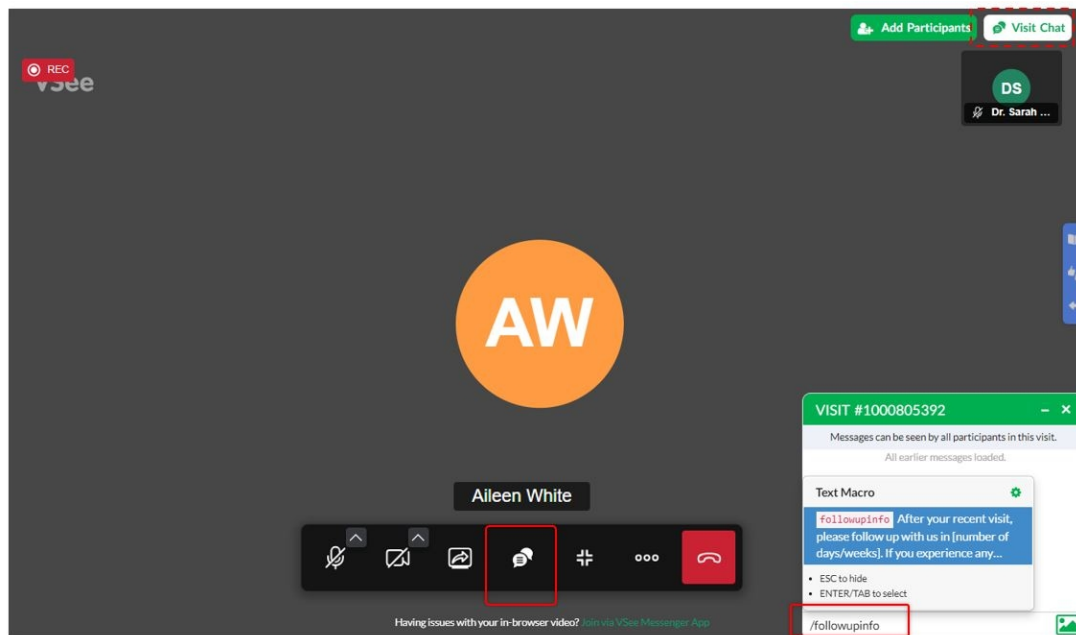 Add Participants
Visit Chat
REC
vsee
DS
Dr. Sarah ...
AW
Aileen White
VISIT #1000805392
Messages can be seen by all participants in this visit.
All earlier messages loaded.
Text Macro
followupinfo After your recent visit,
please follow up with us in [number of
days/weeks]. If you experience any...
• ESC to hide
• ENTER/TAB to select
/followupinfo
Having issues with your in-browser video? Join via VSee Messenger App